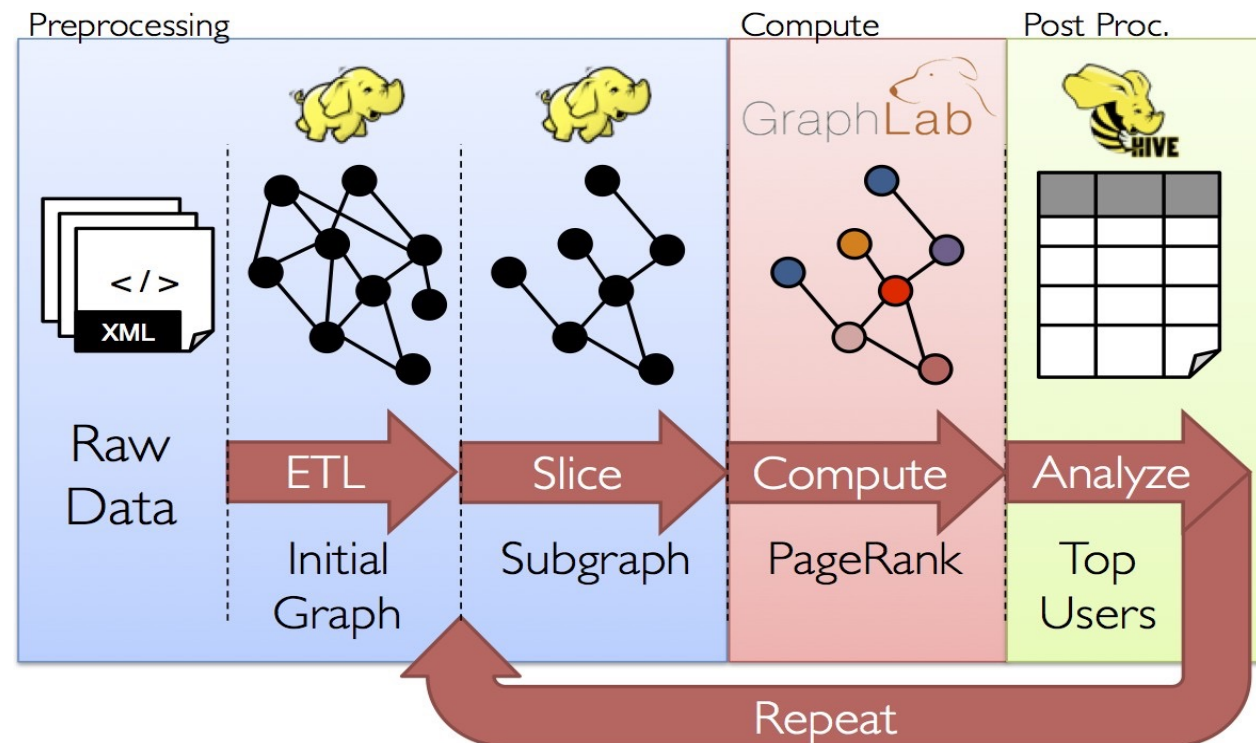 Preprocessing
Compute
Post Proc.
GraphLab
HIVE
</>
XML
Raw
Data
ETL
Slice
Compute
Analyze
Initial
Graph
Subgraph
PageRank
Top
Users
Repeat